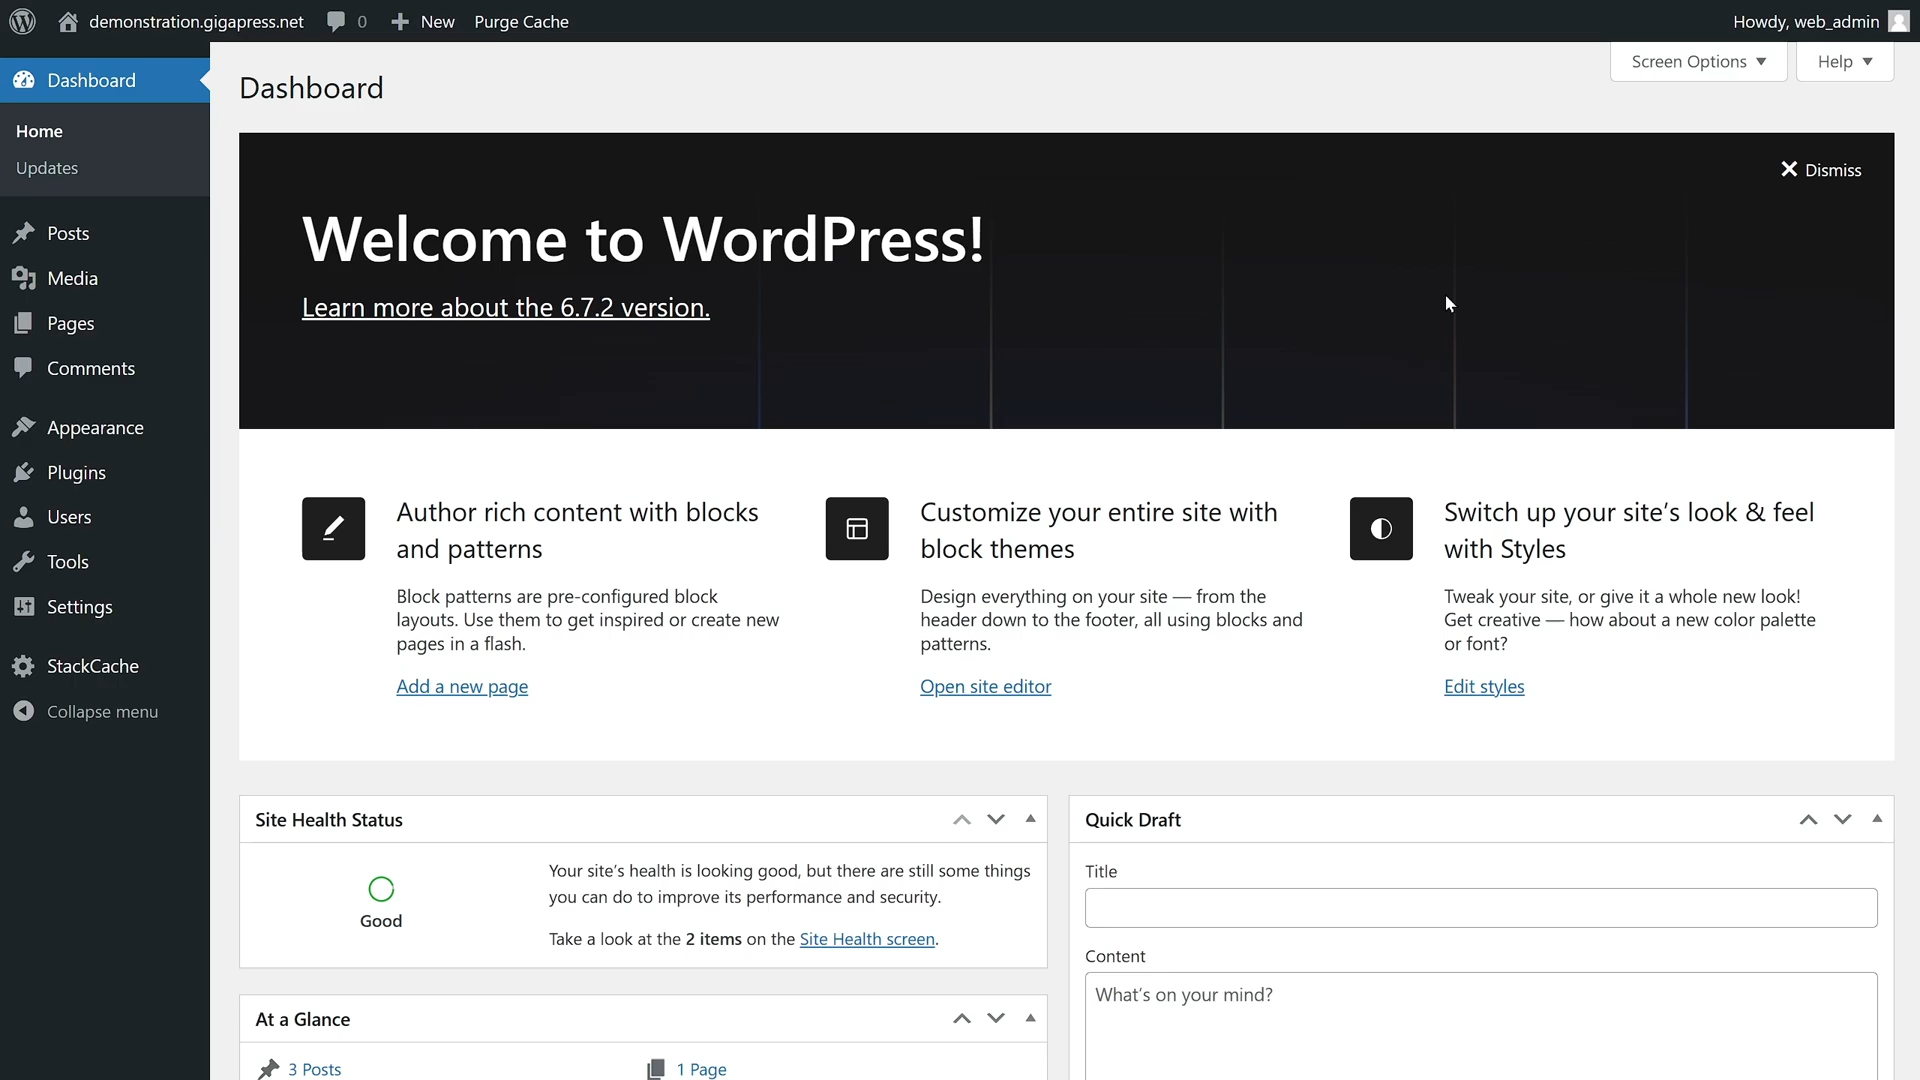 demonstration.gigapress.net
0
New
Purge Cache
Howdy, web_admin
Dashboard
Home
Updates
Posts
Media
Pages
Comments
Appearance
Plugins
Users
Tools
Settings
StackCache
Collapse menu
Screen Options
Help
Dashboard
Dismiss
Welcome to WordPress!
Learn more about the 6.7.2 version.
Author rich content with blocks
and patterns
Block patterns are pre-configured block
layouts. Use them to get inspired or create new
pages in a flash.
Add a new page
Customize your entire site with
block themes
Design everything on your site — from the
header down to the footer, all using blocks and
patterns.
Open site editor
Switch up your site’s look & feel
with Styles
Tweak your site, or give it a whole new look!
Get creative — how about a new color palette
or font?
Edit styles
Site Health Status
Good
Your site’s health is looking good, but there are still some things
you can do to improve its performance and security.
Take a look at the 2 items on the Site Health screen.
At a Glance
3 Posts
1 Page
Quick Draft
Title
Content
What’s on your mind?